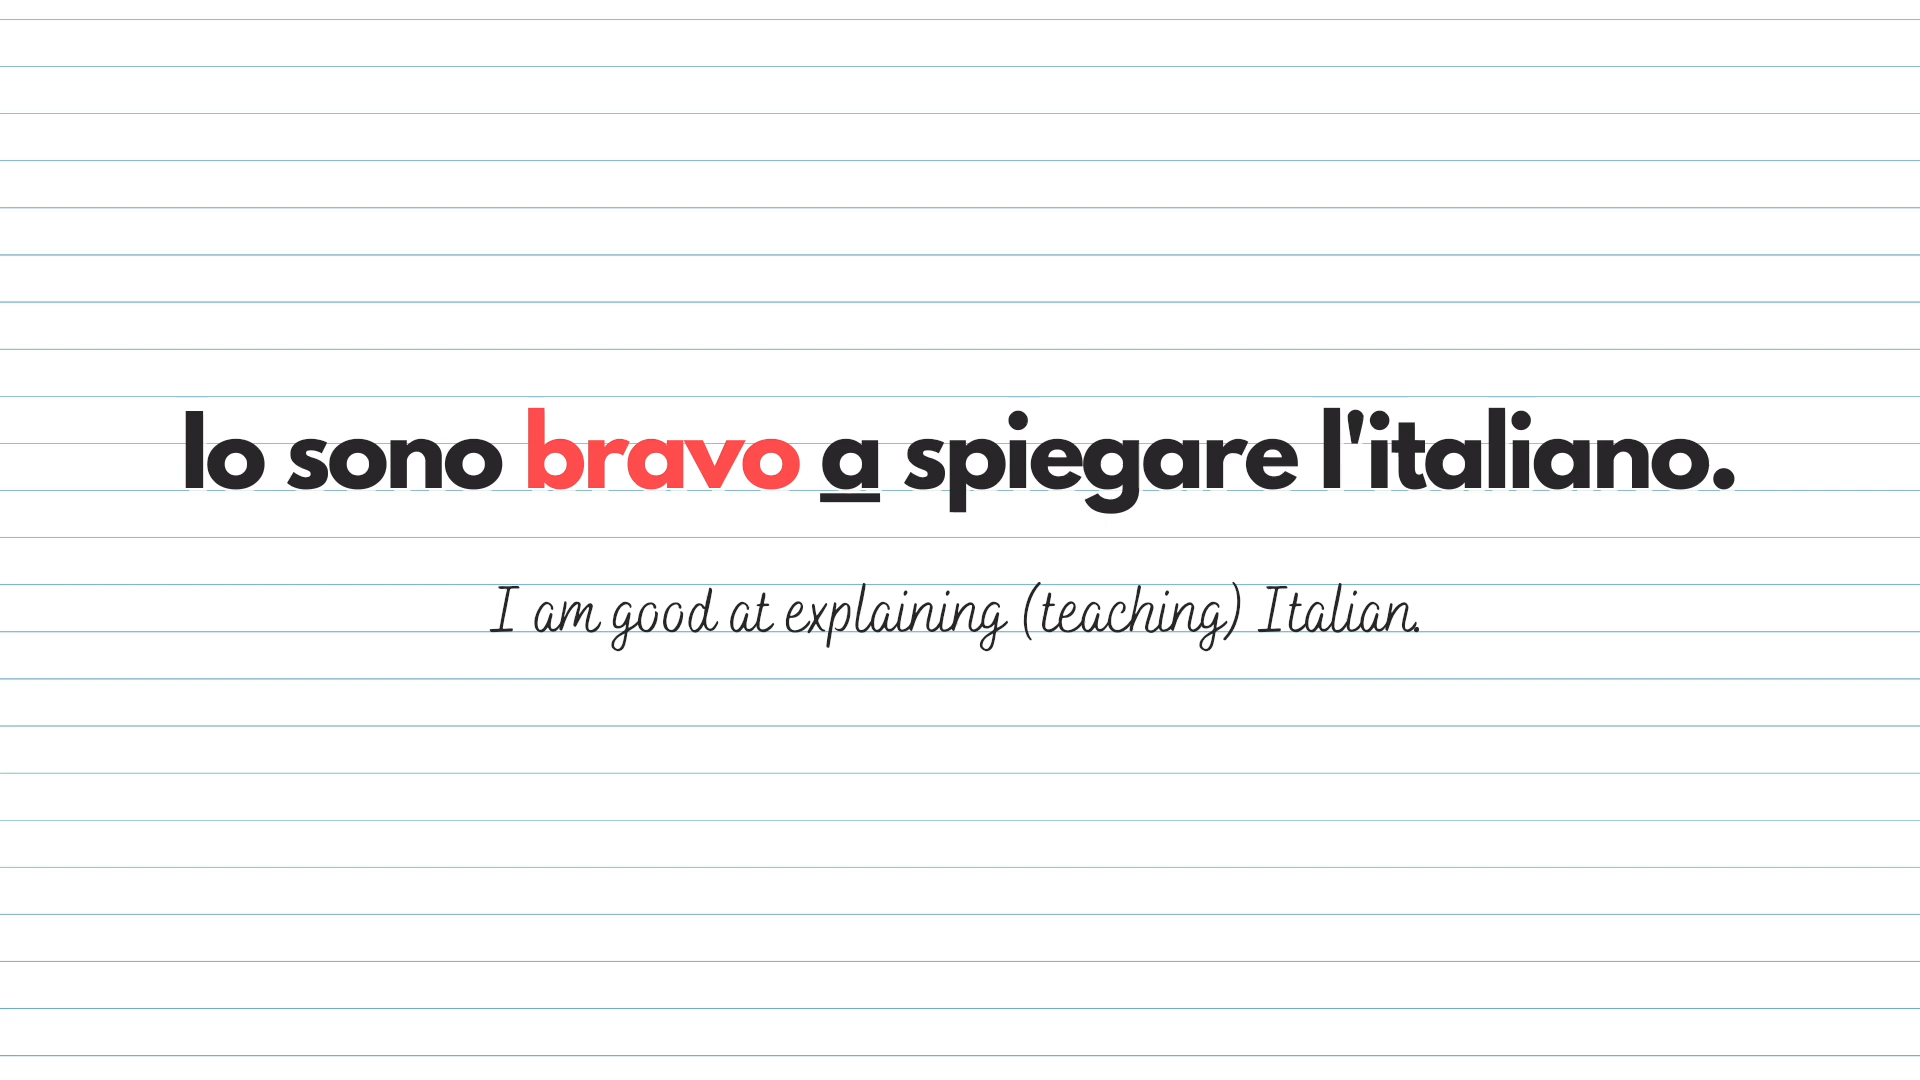 Io sono bravo a spiegare l'italiano.
I am good at explaining (teaching) Italian.